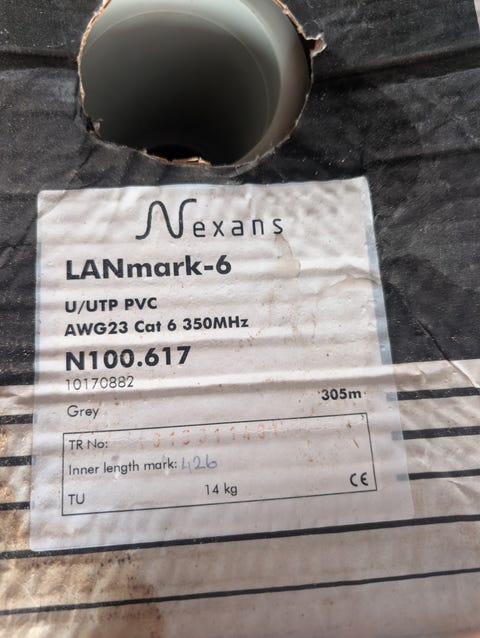 Nexans
LANmark-6
U/UTP PVC
AWG23 Cat 6 350MHz
N100.617
10170882
Grey 305m
TR No:
Inner length mark: 426
TU 14 kg CE